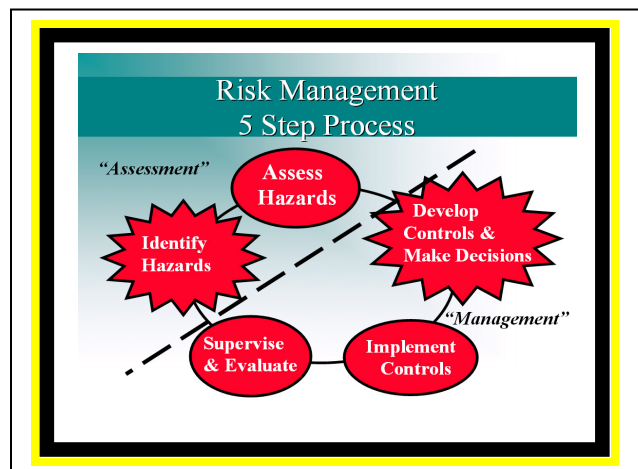 Risk Management
5 Step Process
“Assessment”
Assess
Hazards
Develop
Controls &
Make Decisions
Identify
Hazards
“Management”
Supervise
& Evaluate
Implement
Controls